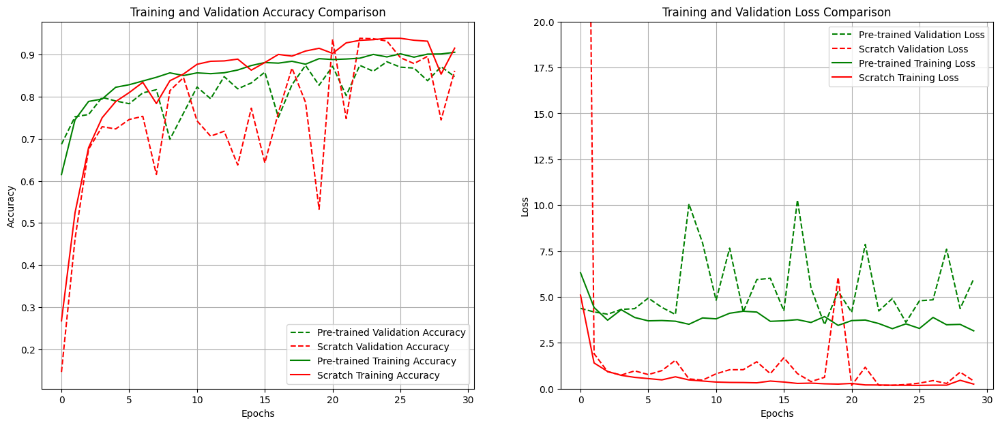 Training and Validation Accuracy Comparison
Accuracy
0.9
0.8
0.7
0.6
0.5
0.4
0.3
0.2
Pre-trained Validation Accuracy
Scratch Validation Accuracy
Pre-trained Training Accuracy
Scratch Training Accuracy
0 5 10 15 20 25 30
Epochs
Training and Validation Loss Comparison
Loss
20.0
17.5
15.0
12.5
10.0
7.5
5.0
2.5
0.0
Pre-trained Validation Loss
Scratch Validation Loss
Pre-trained Training Loss
Scratch Training Loss
0 5 10 15 20 25 30
Epochs